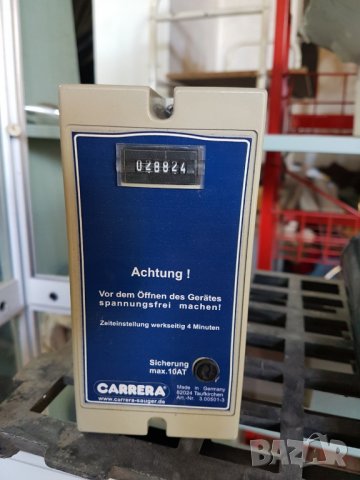 028824
Achtung !
Vor dem Öffnen des Gerätes
spannungsfrei machen!
Zeiteinstellung werkseitig 4 Minuten
Sicherung
max.10AT
CARRERA®
www.carrera-sauger.de
Made in Germany
82024 Taufkirchen
Art.-Nr. 3.00501-3
BAZAR